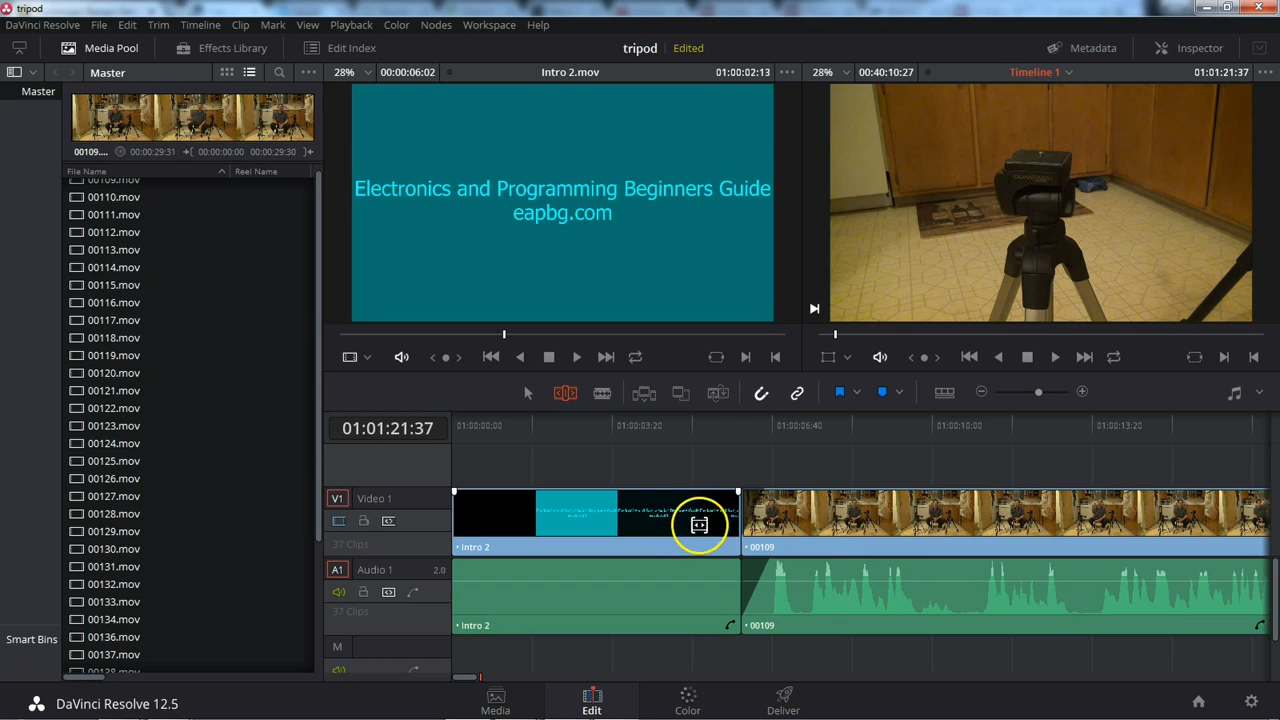 tripod
DaVinci Resolve File Edit Trim Timeline Clip Mark View Playback Color Nodes Workspace Help
Media Pool Effects Library Edit Index tripod Edited Metadata Inspector
Master 28% 00:00:06:02 Intro 2.mov 01:00:02:13 28% 00:40:10:27 Timeline 1 01:01:21:37
Master
00109.... 00:00:29:31 00:00:00:00 00:00:29:30
File Name Reel Name
00109.mov
00110.mov
00111.mov
00112.mov
00113.mov
00114.mov
00115.mov
00116.mov
00117.mov
00118.mov
00119.mov
00120.mov
00121.mov
00122.mov
00123.mov
00124.mov
00125.mov
00126.mov
00127.mov
00128.mov
00129.mov
00130.mov
00131.mov
00132.mov
00133.mov
00134.mov
00136.mov
00137.mov
00138.mov
Smart Bins
Electronics and Programming Beginners Guide
eapbg.com
01:01:21:37 01:00:00:00 01:00:03:20 01:00:06:40 01:00:10:00 01:00:13:20
V1 Video 1
37 Clips
Intro 2 00109
A1 Audio 1 2.0
37 Clips
Intro 2 00109
M
DaVinci Resolve 12.5 Media Edit Color Deliver